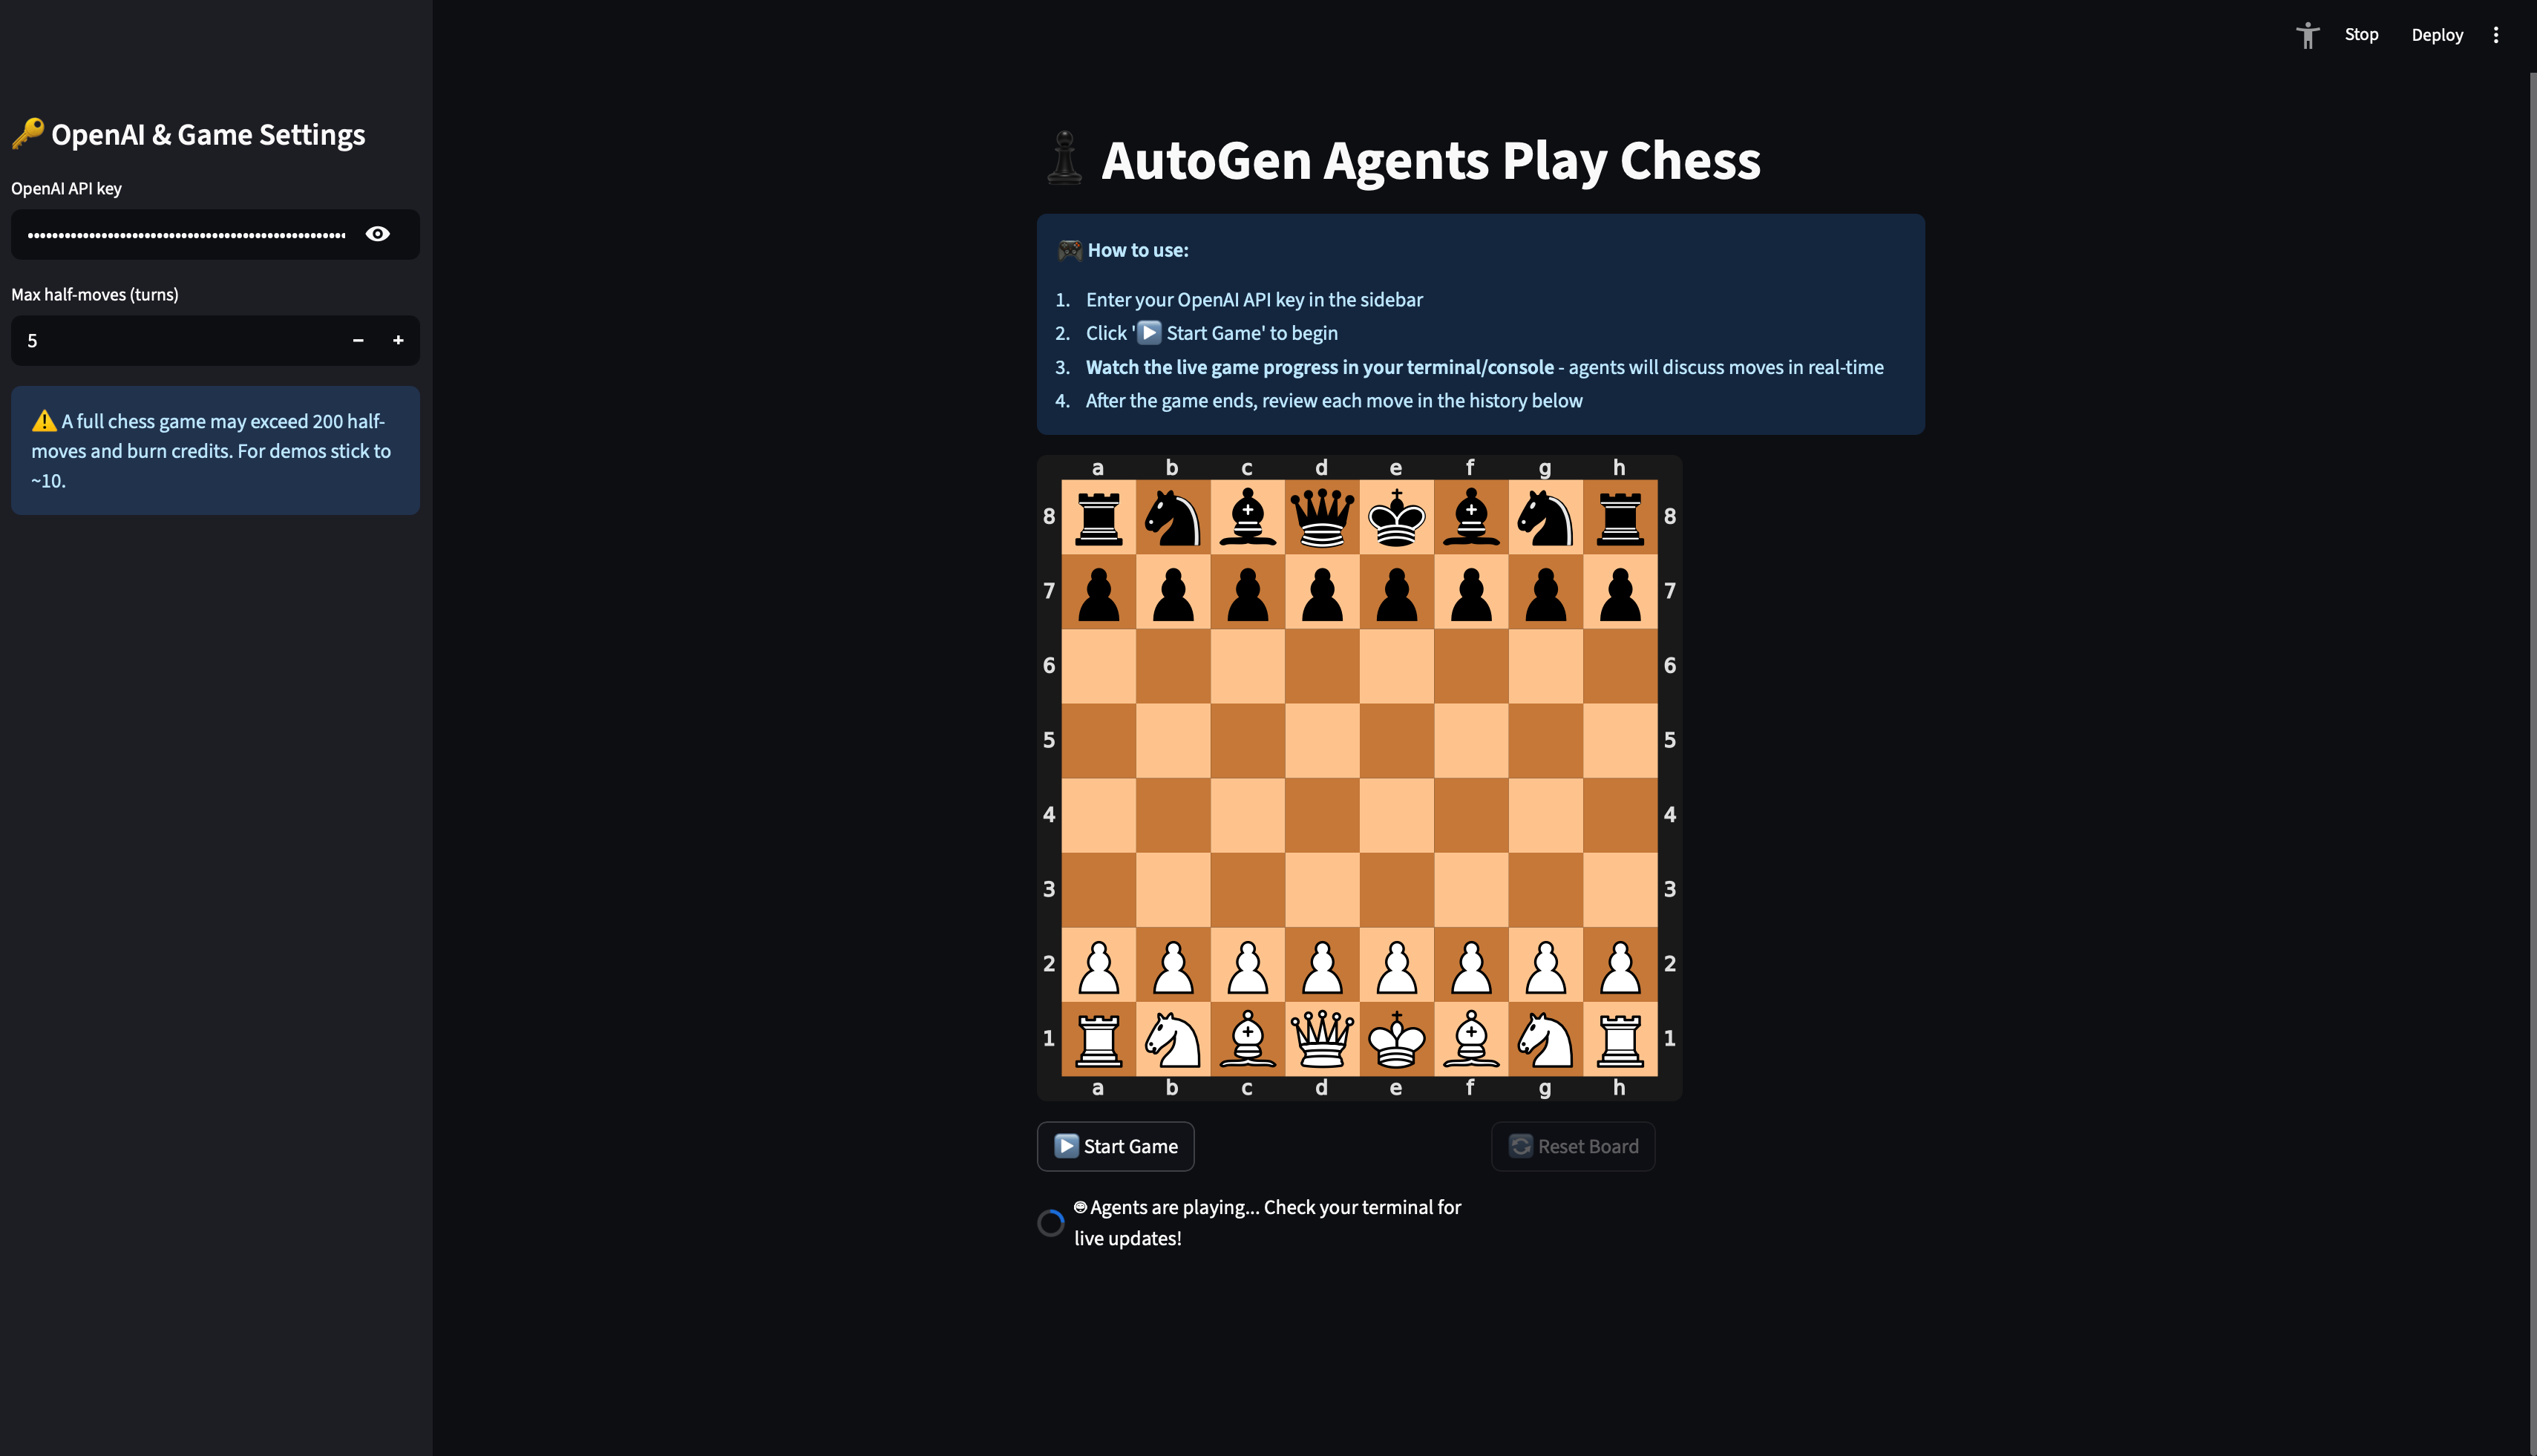 Stop
Deploy
🔑 OpenAI & Game Settings
OpenAI API key
••••••••••••••••••••••••••••••••••••••••••••••••••••
Max half-moves (turns)
5
−
+
⚠️ A full chess game may exceed 200 half-
moves and burn credits. For demos stick to
~10.
♟️ AutoGen Agents Play Chess
🎮 How to use:
1. Enter your OpenAI API key in the sidebar
2. Click '▶️ Start Game' to begin
3. Watch the live game progress in your terminal/console - agents will discuss moves in real-time
4. After the game ends, review each move in the history below
a b c d e f g h
8 8
7 7
6 6
5 5
4 4
3 3
2 2
1 1
a b c d e f g h
▶️ Start Game
🔄 Reset Board
Agents are playing... Check your terminal for
live updates!